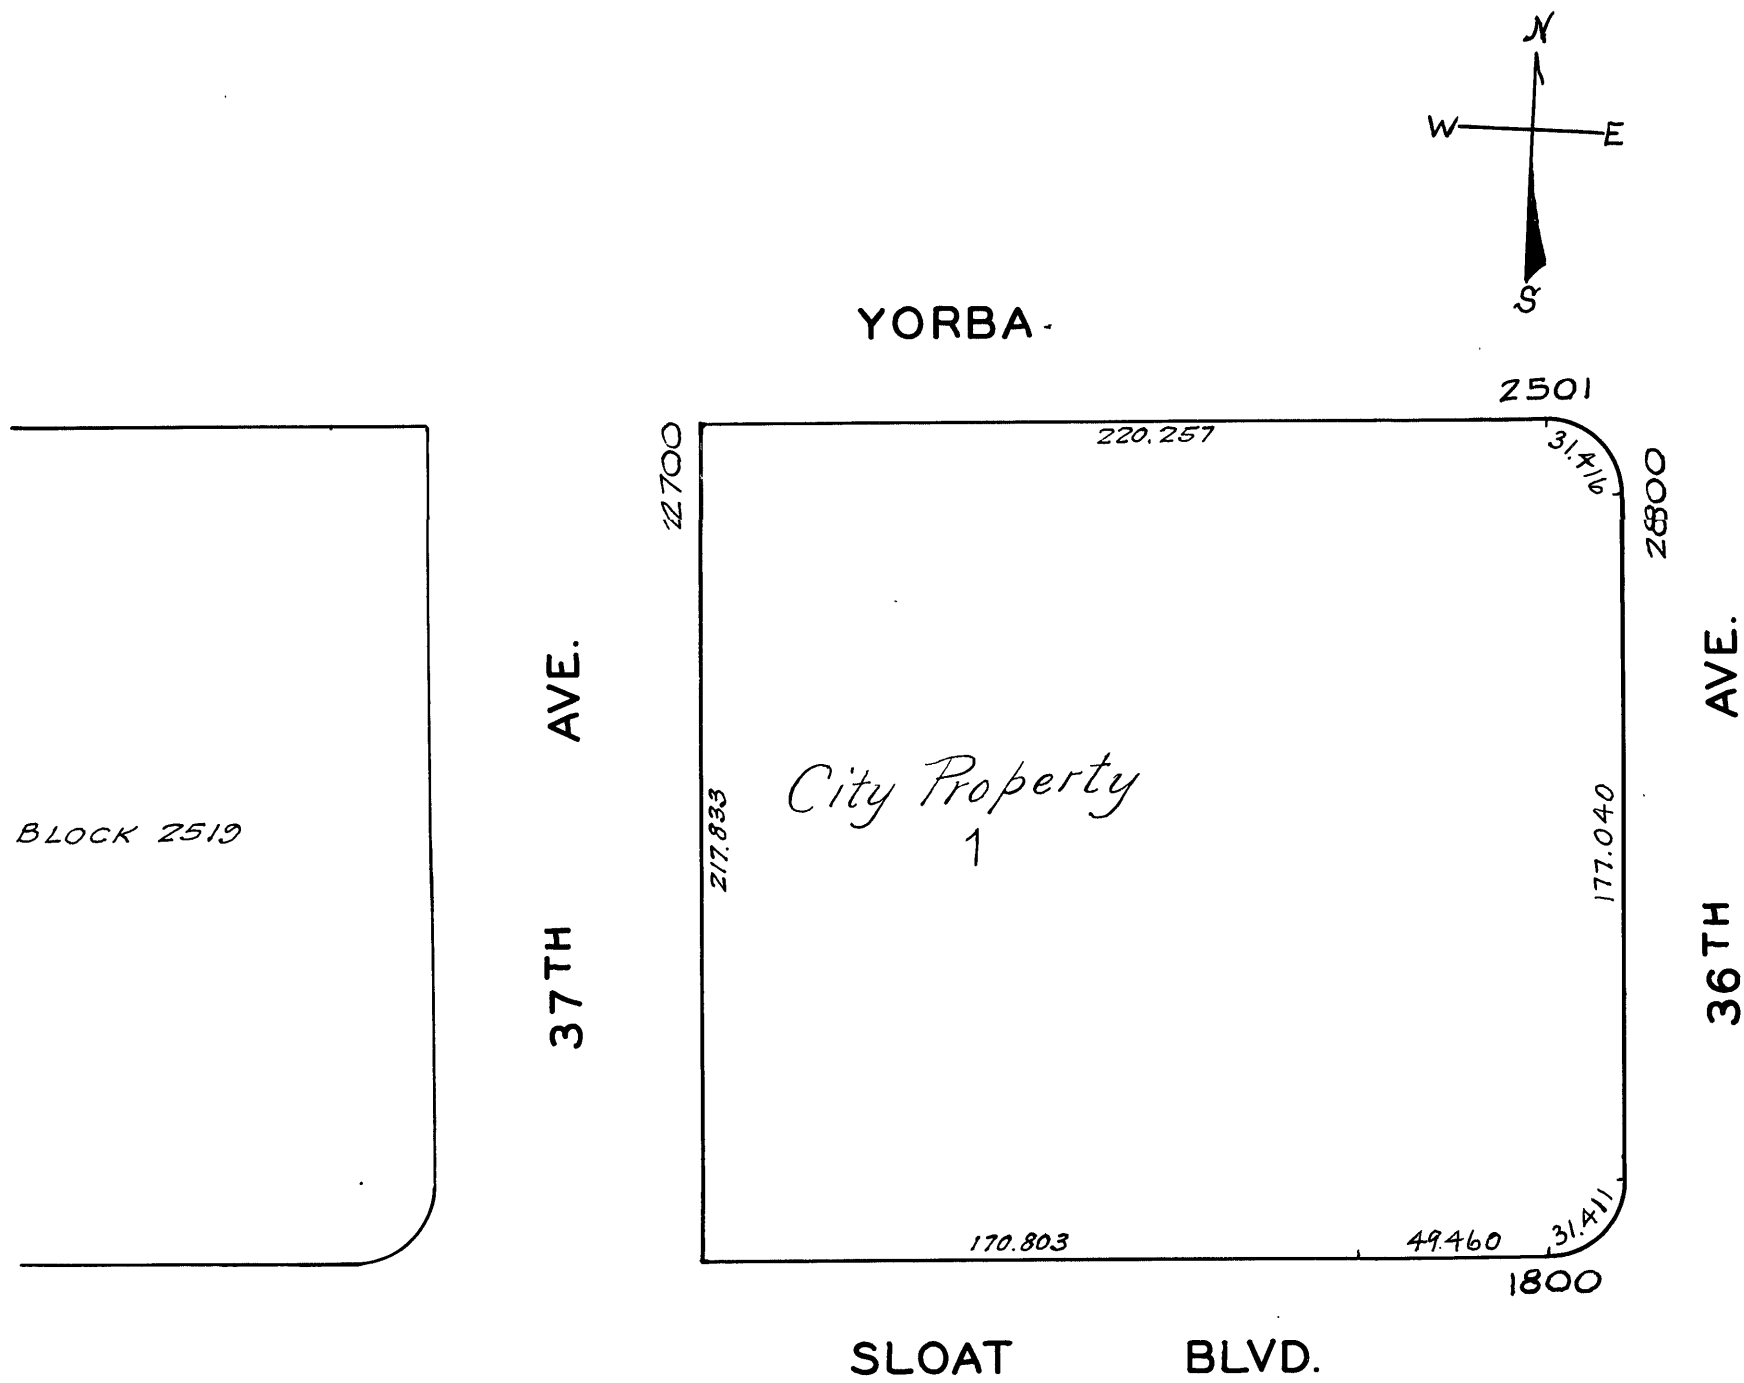 N
W E
S
YORBA
2501
220.257
31.416
2700
2800
37TH AVE.
36TH AVE.
City Property
1
217.833
177.040
BLOCK 2519
170.803
49.460
31.411
1800
SLOAT BLVD.